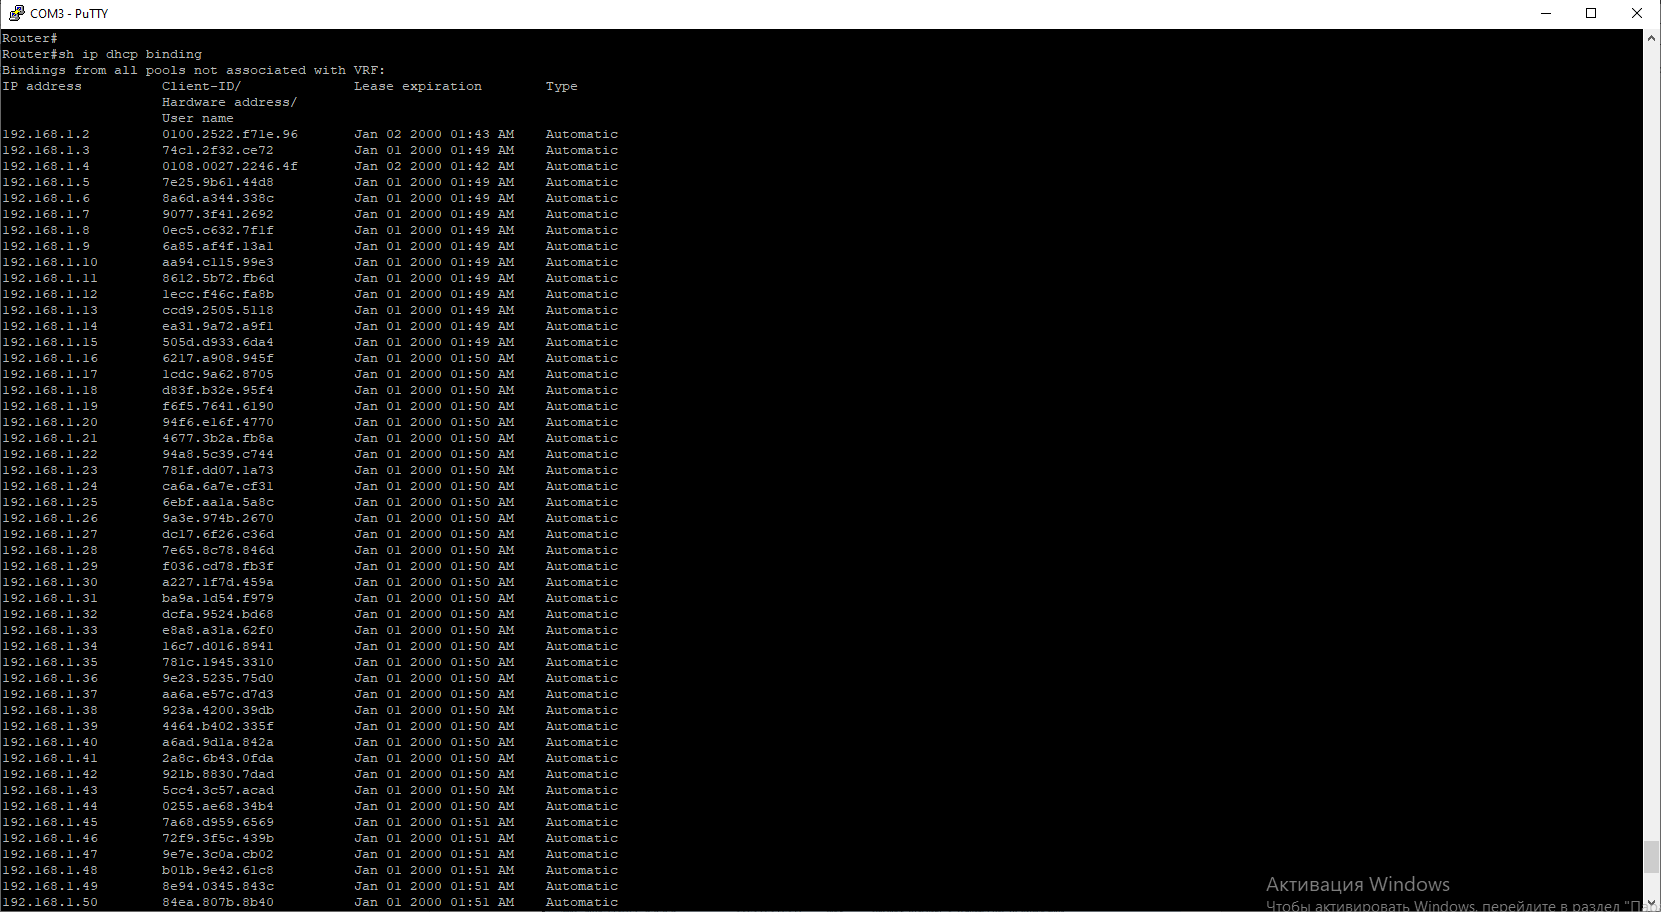 COM3 - PuTTY
Router#
Router#sh ip dhcp binding
Bindings from all pools not associated with VRF:
IP address Client-ID/ Lease expiration Type
Hardware address/
User name
192.168.1.2 0100.2522.f71e.96 Jan 02 2000 01:43 AM Automatic
192.168.1.3 74c1.2f32.ce72 Jan 01 2000 01:49 AM Automatic
192.168.1.4 0108.0027.2246.4f Jan 02 2000 01:42 AM Automatic
192.168.1.5 7e25.9b61.44d8 Jan 01 2000 01:49 AM Automatic
192.168.1.6 8a6d.a344.338c Jan 01 2000 01:49 AM Automatic
192.168.1.7 9077.3f41.2692 Jan 01 2000 01:49 AM Automatic
192.168.1.8 0ec5.c632.7f1f Jan 01 2000 01:49 AM Automatic
192.168.1.9 6a85.af4f.13a1 Jan 01 2000 01:49 AM Automatic
192.168.1.10 aa94.c115.99e3 Jan 01 2000 01:49 AM Automatic
192.168.1.11 8612.5b72.fb6d Jan 01 2000 01:49 AM Automatic
192.168.1.12 1ecc.f46c.fa8b Jan 01 2000 01:49 AM Automatic
192.168.1.13 ccd9.2505.5118 Jan 01 2000 01:49 AM Automatic
192.168.1.14 ea31.9a72.a9f1 Jan 01 2000 01:49 AM Automatic
192.168.1.15 505d.d933.6da4 Jan 01 2000 01:49 AM Automatic
192.168.1.16 6217.a908.945f Jan 01 2000 01:50 AM Automatic
192.168.1.17 1cdc.9a62.8705 Jan 01 2000 01:50 AM Automatic
192.168.1.18 d83f.b32e.95f4 Jan 01 2000 01:50 AM Automatic
192.168.1.19 f6f5.7641.6190 Jan 01 2000 01:50 AM Automatic
192.168.1.20 94f6.e16f.4770 Jan 01 2000 01:50 AM Automatic
192.168.1.21 4677.3b2a.fb8a Jan 01 2000 01:50 AM Automatic
192.168.1.22 94a8.5c39.c744 Jan 01 2000 01:50 AM Automatic
192.168.1.23 781f.dd07.1a73 Jan 01 2000 01:50 AM Automatic
192.168.1.24 ca6a.6a7e.cf31 Jan 01 2000 01:50 AM Automatic
192.168.1.25 6ebf.aa1a.5a8c Jan 01 2000 01:50 AM Automatic
192.168.1.26 9a3e.974b.2670 Jan 01 2000 01:50 AM Automatic
192.168.1.27 dc17.6f26.c36d Jan 01 2000 01:50 AM Automatic
192.168.1.28 7e65.8c78.846d Jan 01 2000 01:50 AM Automatic
192.168.1.29 f036.cd78.fb3f Jan 01 2000 01:50 AM Automatic
192.168.1.30 a227.1f7d.459a Jan 01 2000 01:50 AM Automatic
192.168.1.31 ba9a.1d54.f979 Jan 01 2000 01:50 AM Automatic
192.168.1.32 dcfa.9524.bd68 Jan 01 2000 01:50 AM Automatic
192.168.1.33 e8a8.a31a.62f0 Jan 01 2000 01:50 AM Automatic
192.168.1.34 16c7.d016.8941 Jan 01 2000 01:50 AM Automatic
192.168.1.35 781c.1945.3310 Jan 01 2000 01:50 AM Automatic
192.168.1.36 9e23.5235.75d0 Jan 01 2000 01:50 AM Automatic
192.168.1.37 aa6a.e57c.d7d3 Jan 01 2000 01:50 AM Automatic
192.168.1.38 923a.4200.39db Jan 01 2000 01:50 AM Automatic
192.168.1.39 4464.b402.335f Jan 01 2000 01:50 AM Automatic
192.168.1.40 a6ad.9d1a.842a Jan 01 2000 01:50 AM Automatic
192.168.1.41 2a8c.6b43.0fda Jan 01 2000 01:50 AM Automatic
192.168.1.42 921b.8830.7dad Jan 01 2000 01:50 AM Automatic
192.168.1.43 5cc4.3c57.acad Jan 01 2000 01:50 AM Automatic
192.168.1.44 0255.ae68.34b4 Jan 01 2000 01:50 AM Automatic
192.168.1.45 7a68.d959.6569 Jan 01 2000 01:51 AM Automatic
192.168.1.46 72f9.3f5c.439b Jan 01 2000 01:51 AM Automatic
192.168.1.47 9e7e.3c0a.cb02 Jan 01 2000 01:51 AM Automatic
192.168.1.48 b01b.9e42.61c8 Jan 01 2000 01:51 AM Automatic
192.168.1.49 8e94.0345.843c Jan 01 2000 01:51 AM Automatic
192.168.1.50 84ea.807b.8b40 Jan 01 2000 01:51 AM Automatic
Активация Windows
Чтобы активировать Windows, перейдите в раздел